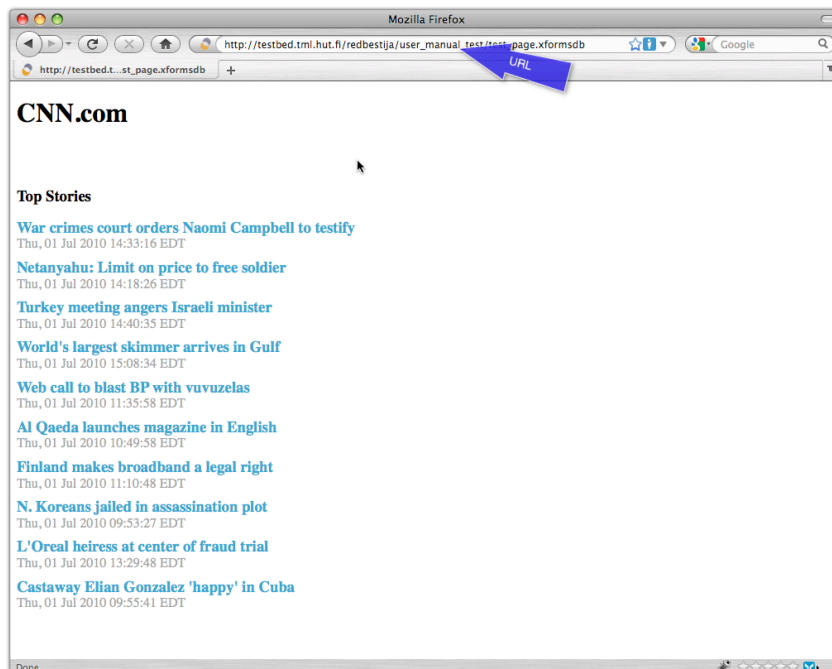 Mozilla Firefox
http://testbed.tml.hut.fi/redbestija/user_manual_test/test_page.xformsdb
Google
URL
http://testbed.t...st_page.xformsdb
CNN.com
Top Stories
War crimes court orders Naomi Campbell to testify
Thu, 01 Jul 2010 14:33:16 EDT
Netanyahu: Limit on price to free soldier
Thu, 01 Jul 2010 14:18:26 EDT
Turkey meeting angers Israeli minister
Thu, 01 Jul 2010 14:40:35 EDT
World's largest skimmer arrives in Gulf
Thu, 01 Jul 2010 15:08:34 EDT
Web call to blast BP with vuvuzelas
Thu, 01 Jul 2010 11:35:58 EDT
Al Qaeda launches magazine in English
Thu, 01 Jul 2010 10:49:58 EDT
Finland makes broadband a legal right
Thu, 01 Jul 2010 11:10:48 EDT
N. Koreans jailed in assassination plot
Thu, 01 Jul 2010 09:53:27 EDT
L'Oreal heiress at center of fraud trial
Thu, 01 Jul 2010 13:29:48 EDT
Castaway Elian Gonzalez 'happy' in Cuba
Thu, 01 Jul 2010 09:55:41 EDT
Done